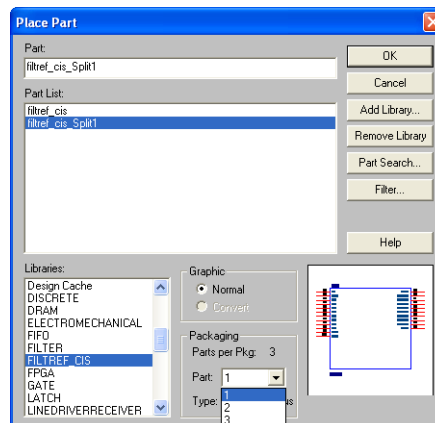 Place Part
Part:
filtref_cis_Split1
OK
Cancel
Part List:
filtref_cis
filtref_cis_Split1
Add Library...
Remove Library
Part Search...
Filter...
Help
Libraries:
Design Cache
DISCRETE
DRAM
ELECTROMECHANICAL
FIFO
FILTER
FILTREF_CIS
FPGA
GATE
LATCH
LINEDRIVERRECEIVER
Graphic
Normal
Convert
Packaging
Parts per Pkg: 3
Part: 1
Type:
1
2
3